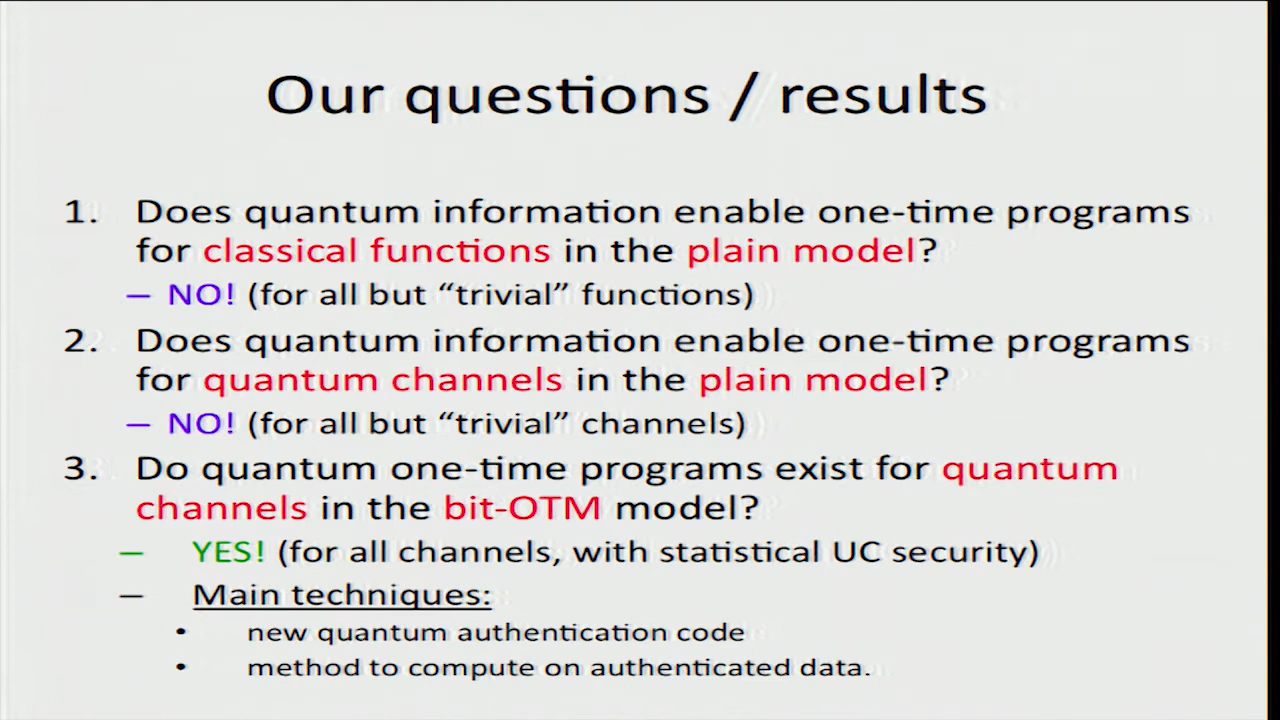 Our questions / results
1. Does quantum information enable one-time programs
for classical functions in the plain model?
– NO! (for all but “trivial” functions)
2. Does quantum information enable one-time programs
for quantum channels in the plain model?
– NO! (for all but “trivial” channels)
3. Do quantum one-time programs exist for quantum
channels in the bit-OTM model?
– YES! (for all channels, with statistical UC security)
– Main techniques:
• new quantum authentication code
• method to compute on authenticated data.